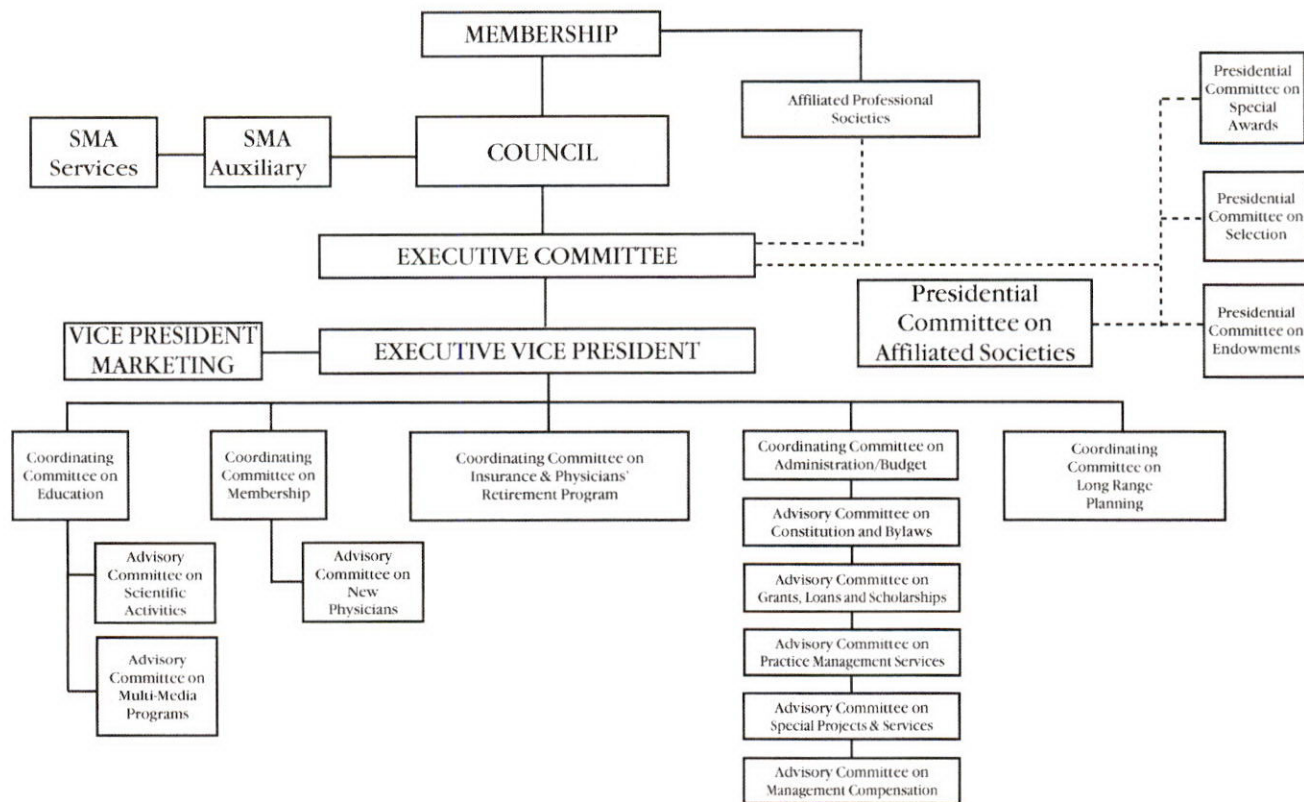 MEMBERSHIP
Affiliated Professional
Societies
Presidential
Committee on
Special
Awards
SMA
Services
SMA
Auxiliary
COUNCIL
Presidential
Committee on
Selection
EXECUTIVE COMMITTEE
Presidential
Committee on
Affiliated Societies
Presidential
Committee on
Endowments
VICE PRESIDENT
MARKETING
EXECUTIVE VICE PRESIDENT
Coordinating
Committee on
Education
Coordinating
Committee on
Membership
Coordinating Committee on
Insurance & Physicians'
Retirement Program
Coordinating Committee on
Administration/Budget
Coordinating
Committee on
Long Range
Planning
Advisory Committee on
Constitution and Bylaws
Advisory
Committee on
Scientific
Activities
Advisory
Committee on
New
Physicians
Advisory Committee on
Grants, Loans and Scholarships
Advisory Committee on
Practice Management Services
Advisory
Committee on
Multi-Media
Programs
Advisory Committee on
Special Projects & Services
Advisory Committee on
Management Compensation